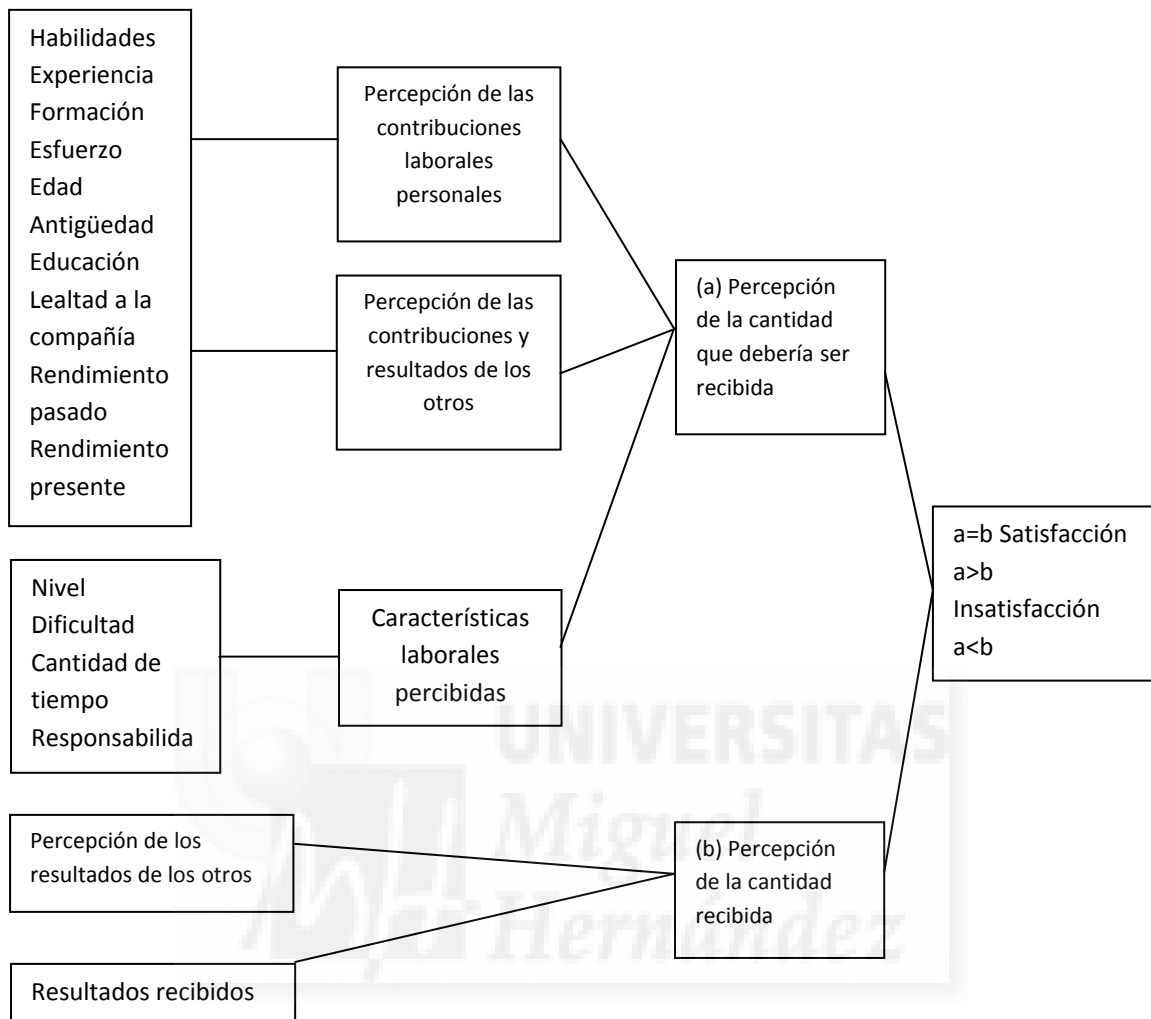 Habilidades
Experiencia
Formación
Esfuerzo
Edad
Antigüedad
Educación
Lealtad a la
compañía
Rendimiento
pasado
Rendimiento
presente
Percepción de las
contribuciones
laborales
personales
Percepción de las
contribuciones y
resultados de los
otros
(a) Percepción
de la cantidad
que debería ser
recibida
a=b Satisfacción
a>b
Insatisfacción
a<b
Nivel
Dificultad
Cantidad de
tiempo
Responsabilida
Características
laborales
percibidas
Percepción de los
resultados de los otros
(b) Percepción
de la cantidad
recibida
Resultados recibidos
UNIVERSITAS
Miguel
Hernández